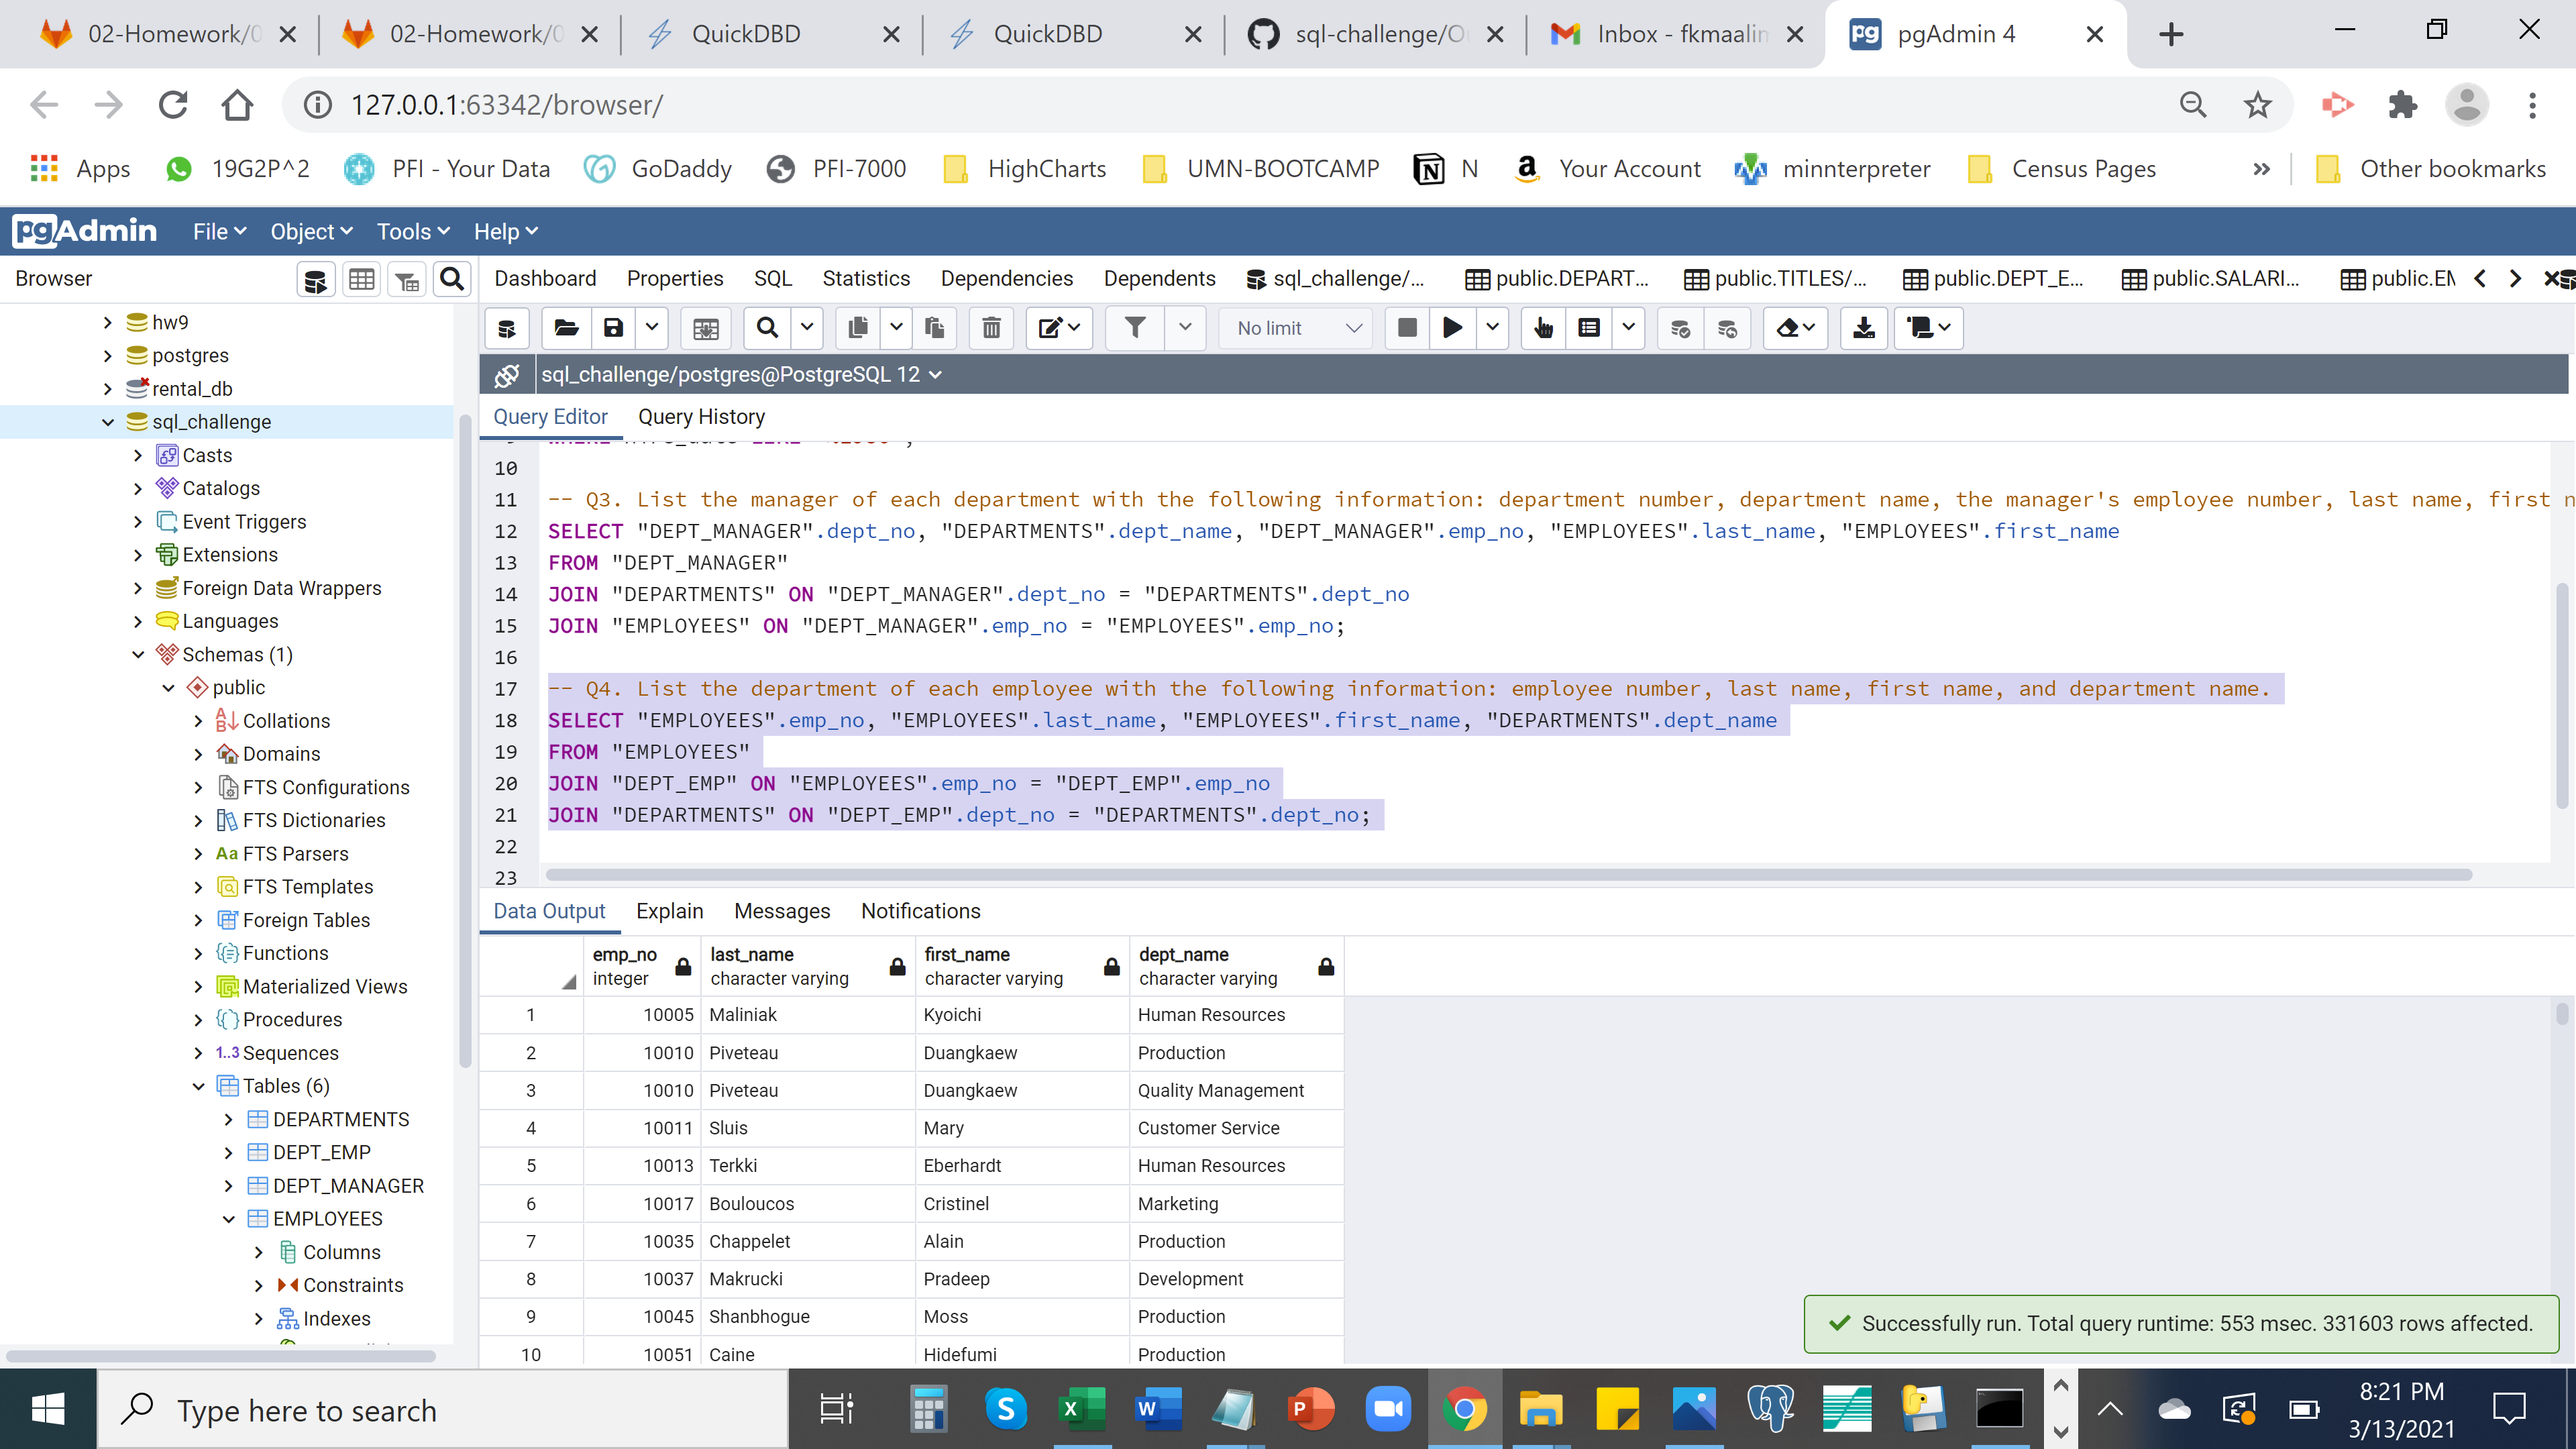 02-Homework/0
02-Homework/0
QuickDBD
QuickDBD
sql-challenge/O
Inbox - fkmaalin
pgAdmin 4
127.0.0.1:63342/browser/
Apps
19G2P^2
PFI - Your Data
GoDaddy
PFI-7000
HighCharts
UMN-BOOTCAMP
N
Your Account
minnterpreter
Census Pages
»
Other bookmarks
pgAdmin
File
Object
Tools
Help
Browser
Dashboard
Properties
SQL
Statistics
Dependencies
Dependents
sql_challenge/...
public.DEPART...
public.TITLES/...
public.DEPT_E...
public.SALARI...
public.EM
No limit
sql_challenge/postgres@PostgreSQL 12
Query Editor
Query History
hw9
postgres
rental_db
sql_challenge
Casts
Catalogs
Event Triggers
Extensions
Foreign Data Wrappers
Languages
Schemas (1)
public
Collations
Domains
FTS Configurations
FTS Dictionaries
Aa FTS Parsers
FTS Templates
Foreign Tables
Functions
Materialized Views
Procedures
1..3 Sequences
Tables (6)
DEPARTMENTS
DEPT_EMP
DEPT_MANAGER
EMPLOYEES
Columns
Constraints
Indexes
10
11 -- Q3. List the manager of each department with the following information: department number, department name, the manager's employee number, last name, first n
12 SELECT "DEPT_MANAGER".dept_no, "DEPARTMENTS".dept_name, "DEPT_MANAGER".emp_no, "EMPLOYEES".last_name, "EMPLOYEES".first_name
13 FROM "DEPT_MANAGER"
14 JOIN "DEPARTMENTS" ON "DEPT_MANAGER".dept_no = "DEPARTMENTS".dept_no
15 JOIN "EMPLOYEES" ON "DEPT_MANAGER".emp_no = "EMPLOYEES".emp_no;
16
17 -- Q4. List the department of each employee with the following information: employee number, last name, first name, and department name.
18 SELECT "EMPLOYEES".emp_no, "EMPLOYEES".last_name, "EMPLOYEES".first_name, "DEPARTMENTS".dept_name
19 FROM "EMPLOYEES"
20 JOIN "DEPT_EMP" ON "EMPLOYEES".emp_no = "DEPT_EMP".emp_no
21 JOIN "DEPARTMENTS" ON "DEPT_EMP".dept_no = "DEPARTMENTS".dept_no;
22
23
Data Output
Explain
Messages
Notifications
emp_no integer
last_name character varying
first_name character varying
dept_name character varying
1 10005 Maliniak Kyoichi Human Resources
2 10010 Piveteau Duangkaew Production
3 10010 Piveteau Duangkaew Quality Management
4 10011 Sluis Mary Customer Service
5 10013 Terkki Eberhardt Human Resources
6 10017 Bouloucos Cristinel Marketing
7 10035 Chappelet Alain Production
8 10037 Makrucki Pradeep Development
9 10045 Shanbhogue Moss Production
10 10051 Caine Hidefumi Production
Successfully run. Total query runtime: 553 msec. 331603 rows affected.
Type here to search
8:21 PM
3/13/2021